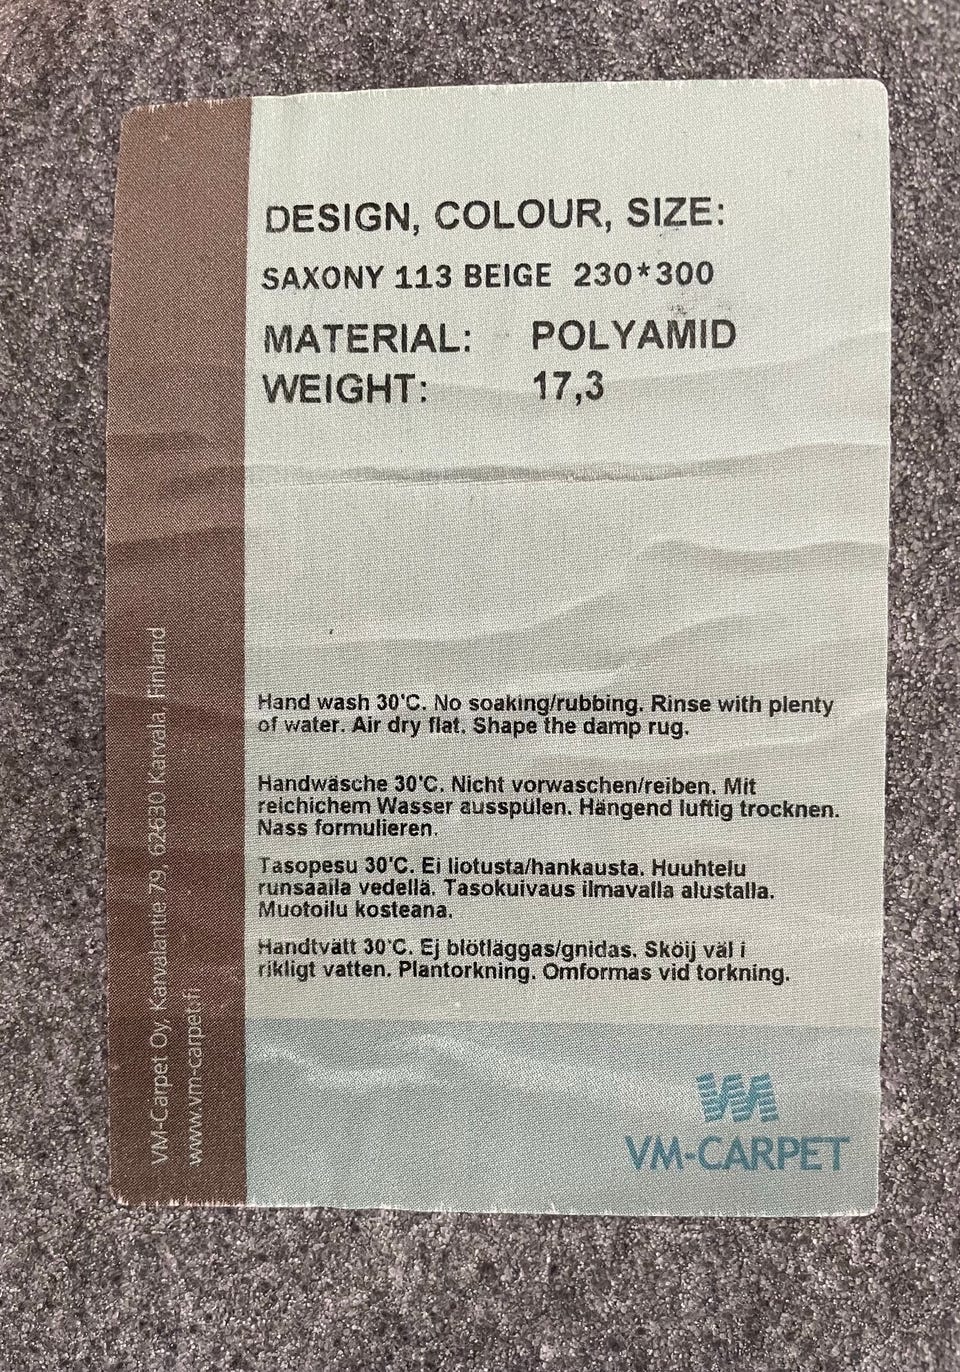 DESIGN, COLOUR, SIZE:
SAXONY 113 BEIGE 230*300
MATERIAL: POLYAMID
WEIGHT: 17,3
Hand wash 30'C. No soaking/rubbing. Rinse with plenty
of water. Air dry flat. Shape the damp rug.
Handwäsche 30'C. Nicht vorwaschen/reiben. Mit
reichichem Wasser ausspülen. Hängend luftig trocknen.
Nass formulieren.
Tasopesu 30'C. Ei liotusta/hankausta. Huuhtelu
runsaalla vedellä. Tasokuivaus ilmavalla alustalla.
Muotoilu kosteana.
Handtvätt 30'C. Ej blötläggas/gnidas. Sköij väl i
rikligt vatten. Plantorkning. Omformas vid torkning.
VM-CARPET
VM-Carpet Oy, Karvalantie 79, 62630 Karvala, Finland
www.vm-carpet.fi